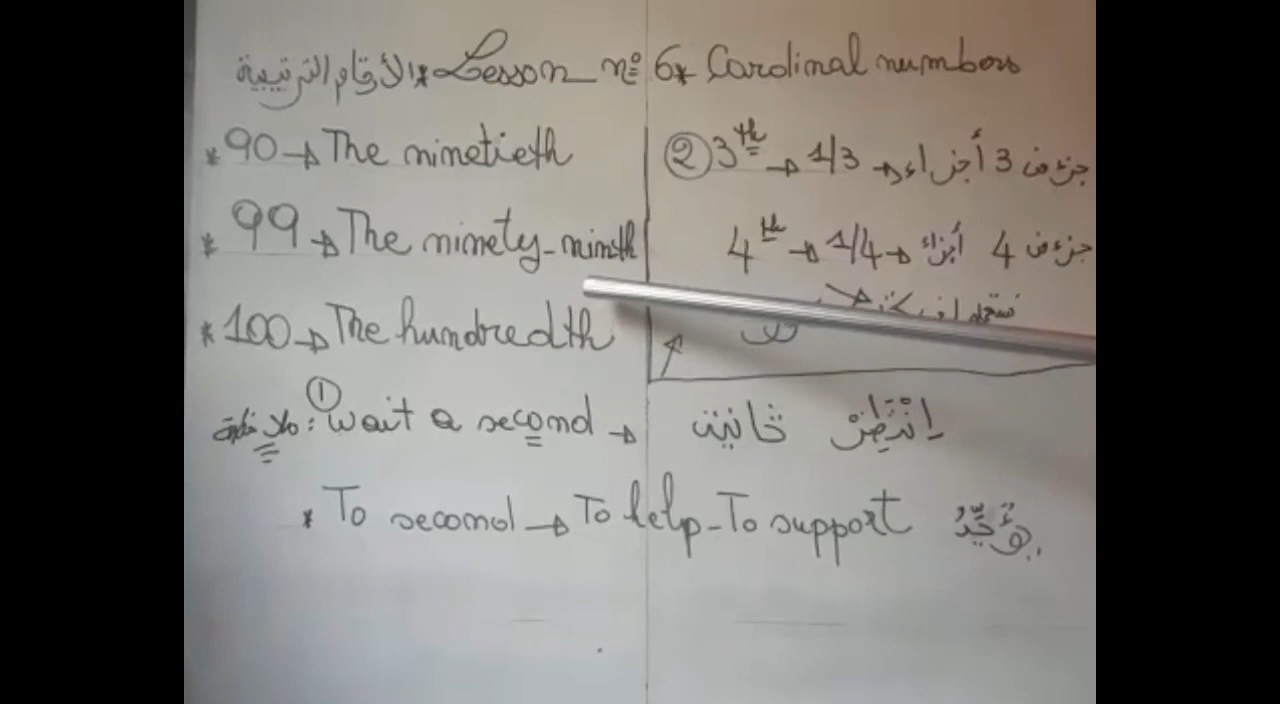 الأرقام الترتيبية * Lesson nº 6 * Cardinal numbers
* 90 → The ninetieth
* 99 → The ninety-ninth
* 100 → The hundredth
② 3th → 1/3 → جزء من 3 أجزاء
4th → 1/4 → جزء من 4 أجزاء
ملاحظة: ① Wait a second → اِنْتَظِرْ ثانية
* To second → To help - To support يُؤَيِّدُ